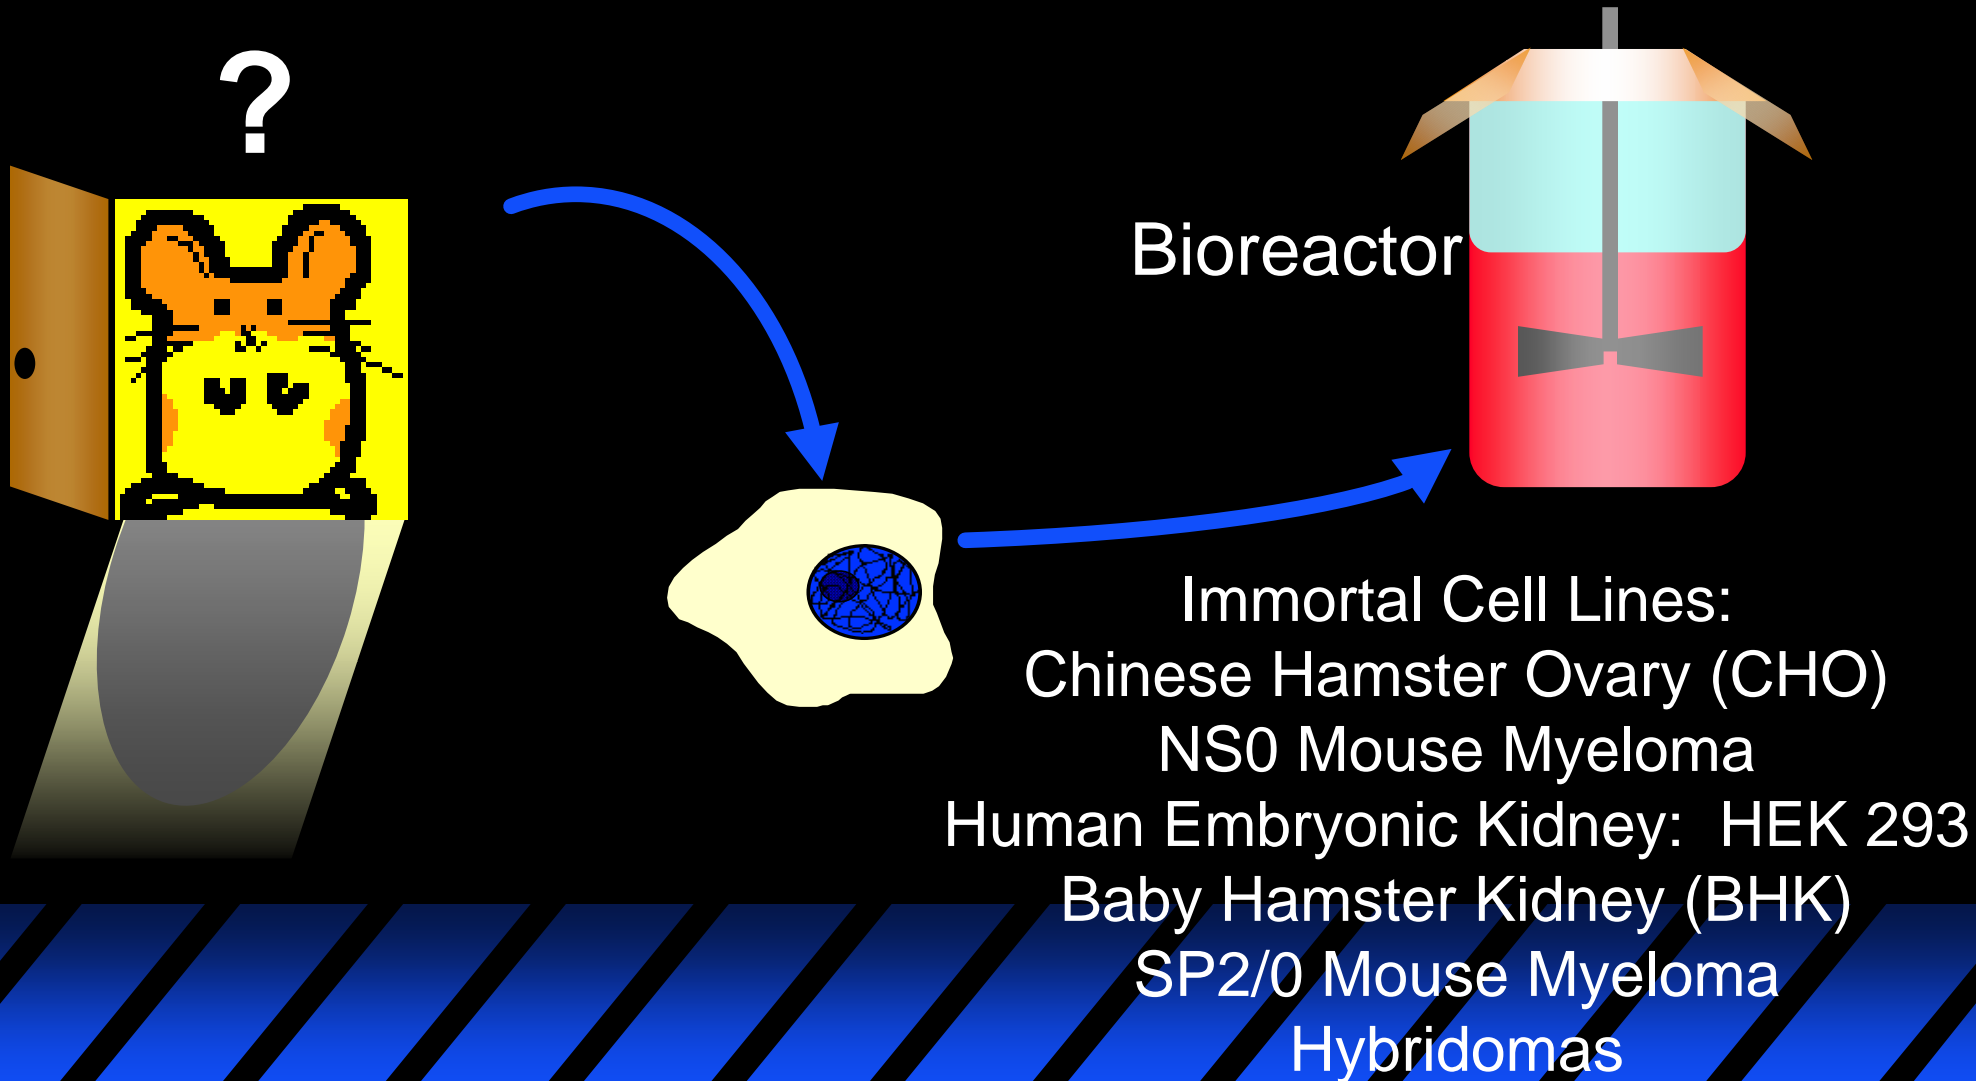 ?
Bioreactor
Immortal Cell Lines:
Chinese Hamster Ovary (CHO)
NS0 Mouse Myeloma
Human Embryonic Kidney:  HEK 293
Baby Hamster Kidney (BHK)
SP2/0 Mouse Myeloma
Hybridomas